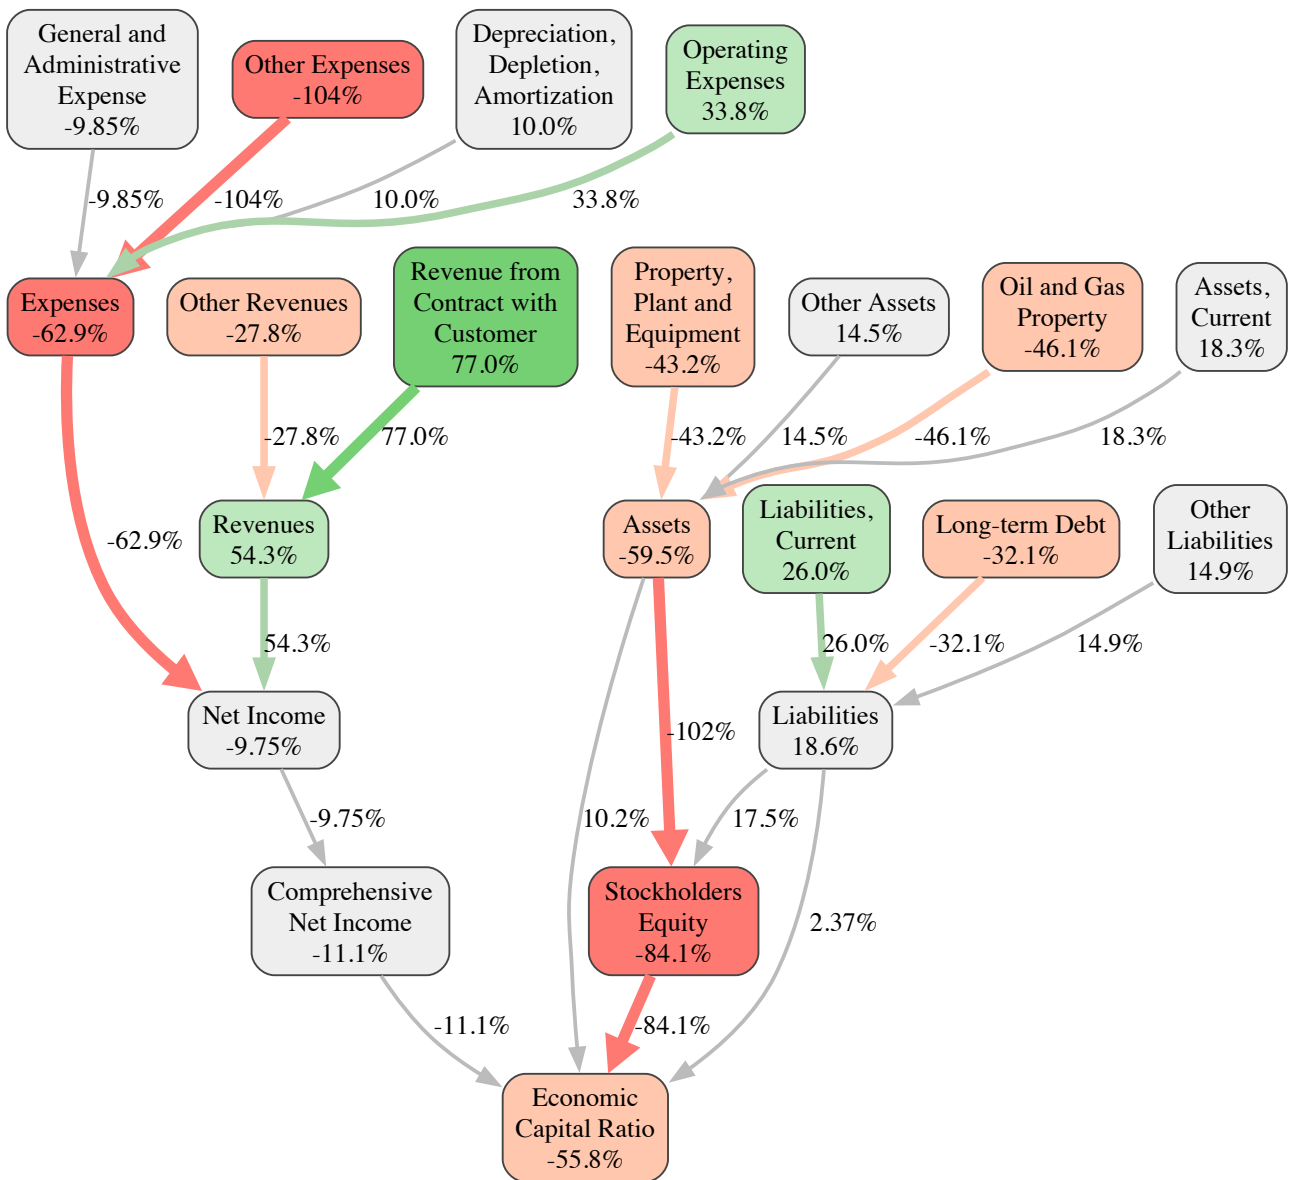 General and
Administrative
Expense
-9.85%
Other Expenses
-104%
Depreciation,
Depletion,
Amortization
10.0%
Operating
Expenses
33.8%
-9.85%
-104%
10.0%
33.8%
Expenses
-62.9%
Other Revenues
-27.8%
Revenue from
Contract with
Customer
77.0%
Property,
Plant and
Equipment
-43.2%
Other Assets
14.5%
Oil and Gas
Property
-46.1%
Assets,
Current
18.3%
-27.8%
77.0%
-43.2%
14.5%
-46.1%
18.3%
-62.9%
Revenues
54.3%
Assets
-59.5%
Liabilities,
Current
26.0%
Long-term Debt
-32.1%
Other
Liabilities
14.9%
54.3%
26.0%
-32.1%
14.9%
Net Income
-9.75%
-102%
Liabilities
18.6%
-9.75%
10.2%
17.5%
Comprehensive
Net Income
-11.1%
Stockholders
Equity
-84.1%
2.37%
-11.1%
-84.1%
Economic
Capital Ratio
-55.8%